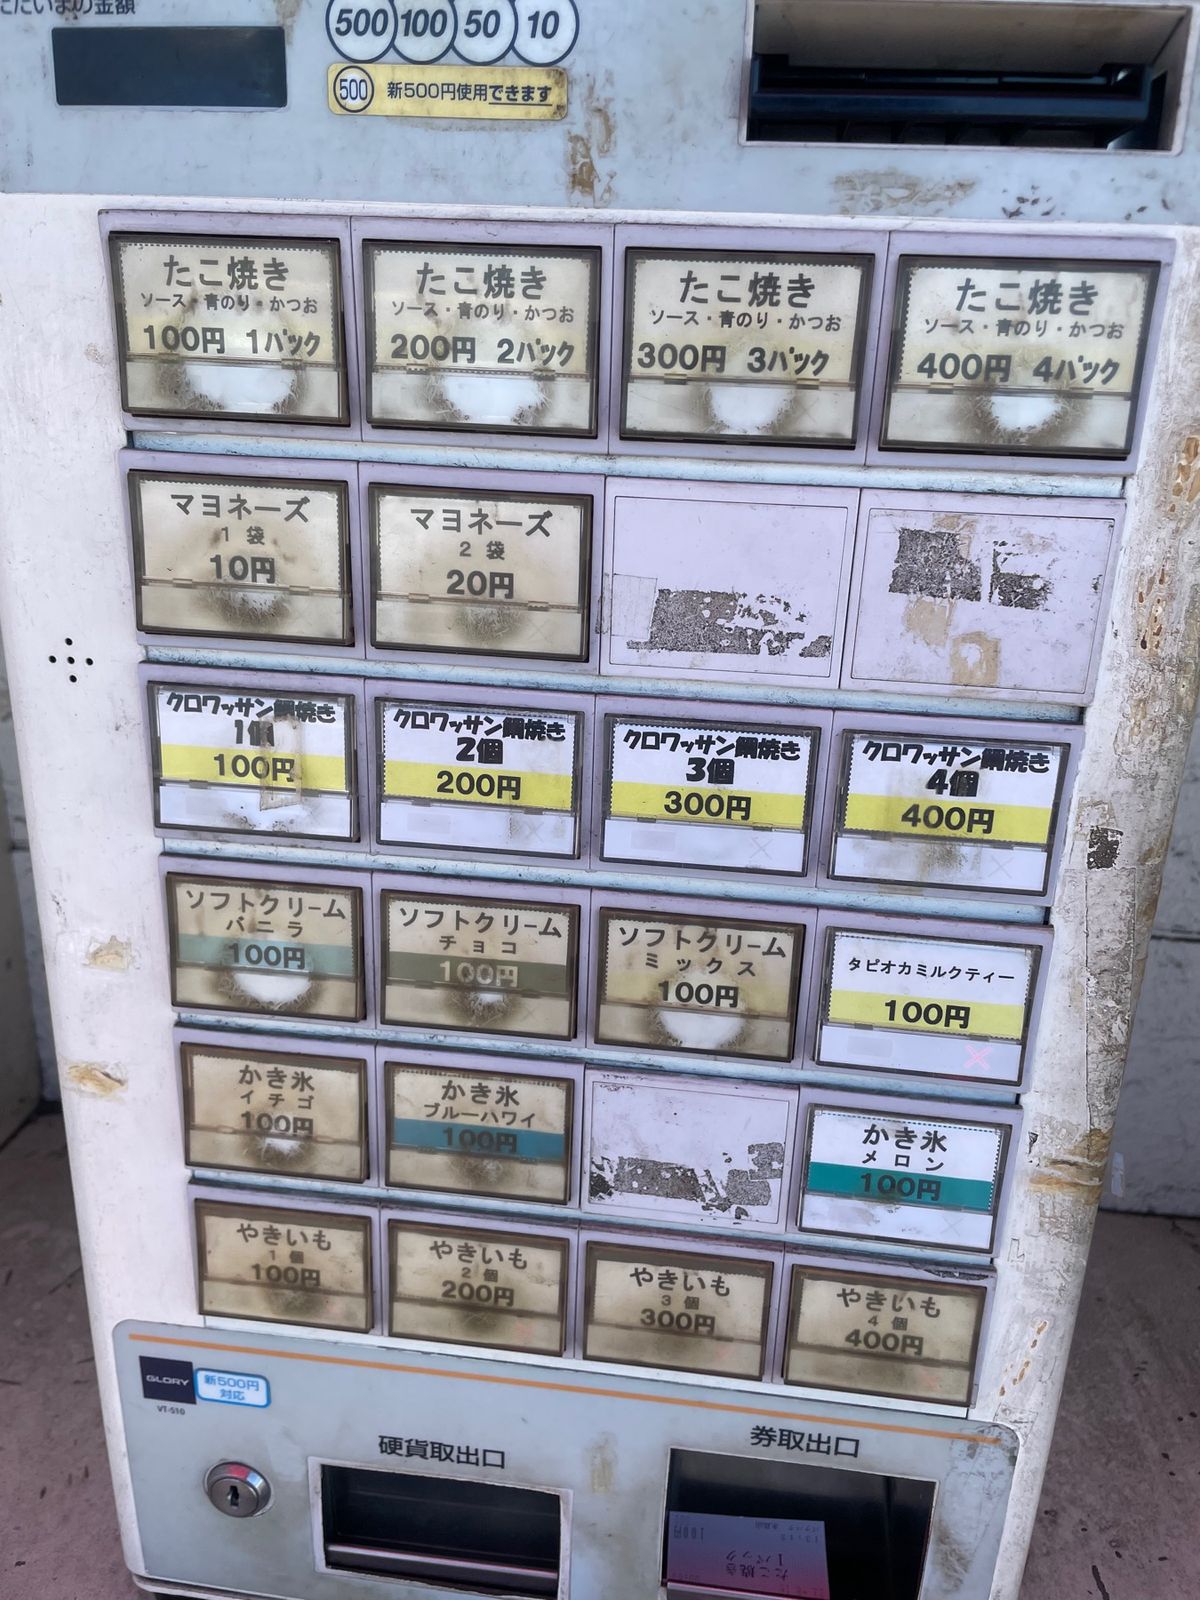 ただいまの金額
500 100 50 10
500 新500円使用できます
たこ焼き
ソース・青のり・かつお
100円 1パック
たこ焼き
ソース・青のり・かつお
200円 2パック
たこ焼き
ソース・青のり・かつお
300円 3パック
たこ焼き
ソース・青のり・かつお
400円 4パック
マヨネーズ
1袋
10円
マヨネーズ
2袋
20円
クロワッサン鯛焼き
1個
100円
クロワッサン鯛焼き
2個
200円
クロワッサン鯛焼き
3個
300円
クロワッサン鯛焼き
4個
400円
ソフトクリーム
バニラ
100円
ソフトクリーム
チョコ
100円
ソフトクリーム
ミックス
100円
タピオカミルクティー
100円
かき氷
イチゴ
100円
かき氷
ブルーハワイ
100円
かき氷
メロン
100円
やきいも
1個
100円
やきいも
2個
200円
やきいも
3個
300円
やきいも
4個
400円
GLORY
新500円
対応
VT-510
硬貨取出口
券取出口
たこ焼き
1パック
100円